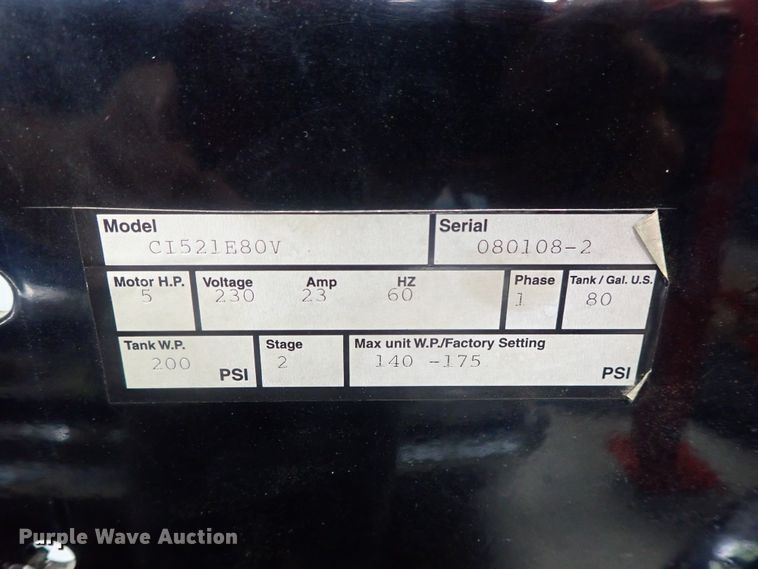 Model Serial
CI521E80V 080108-2
Motor H.P. Voltage Amp HZ Phase Tank / Gal. U.S.
5 230 23 60 1 80
Tank W.P. Stage Max unit W.P./Factory Setting
200 PSI 2 140 -175 PSI
Purple Wave Auction